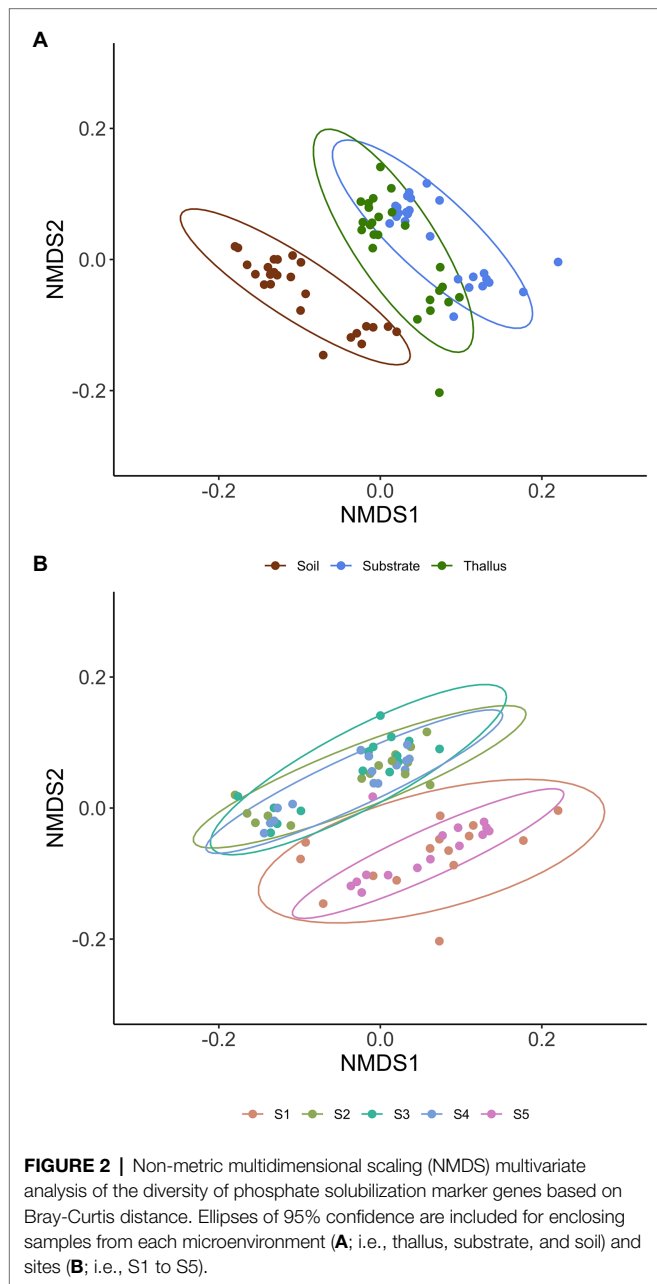 A
0.2
0.0
-0.2
NMDS2
-0.2 0.0 0.2
NMDS1
Soil Substrate Thallus
B
0.2
0.0
-0.2
NMDS2
-0.2 0.0 0.2
NMDS1
S1 S2 S3 S4 S5
FIGURE 2 | Non-metric multidimensional scaling (NMDS) multivariate
analysis of the diversity of phosphate solubilization marker genes based on
Bray-Curtis distance. Ellipses of 95% confidence are included for enclosing
samples from each microenvironment (A; i.e., thallus, substrate, and soil) and
sites (B; i.e., S1 to S5).